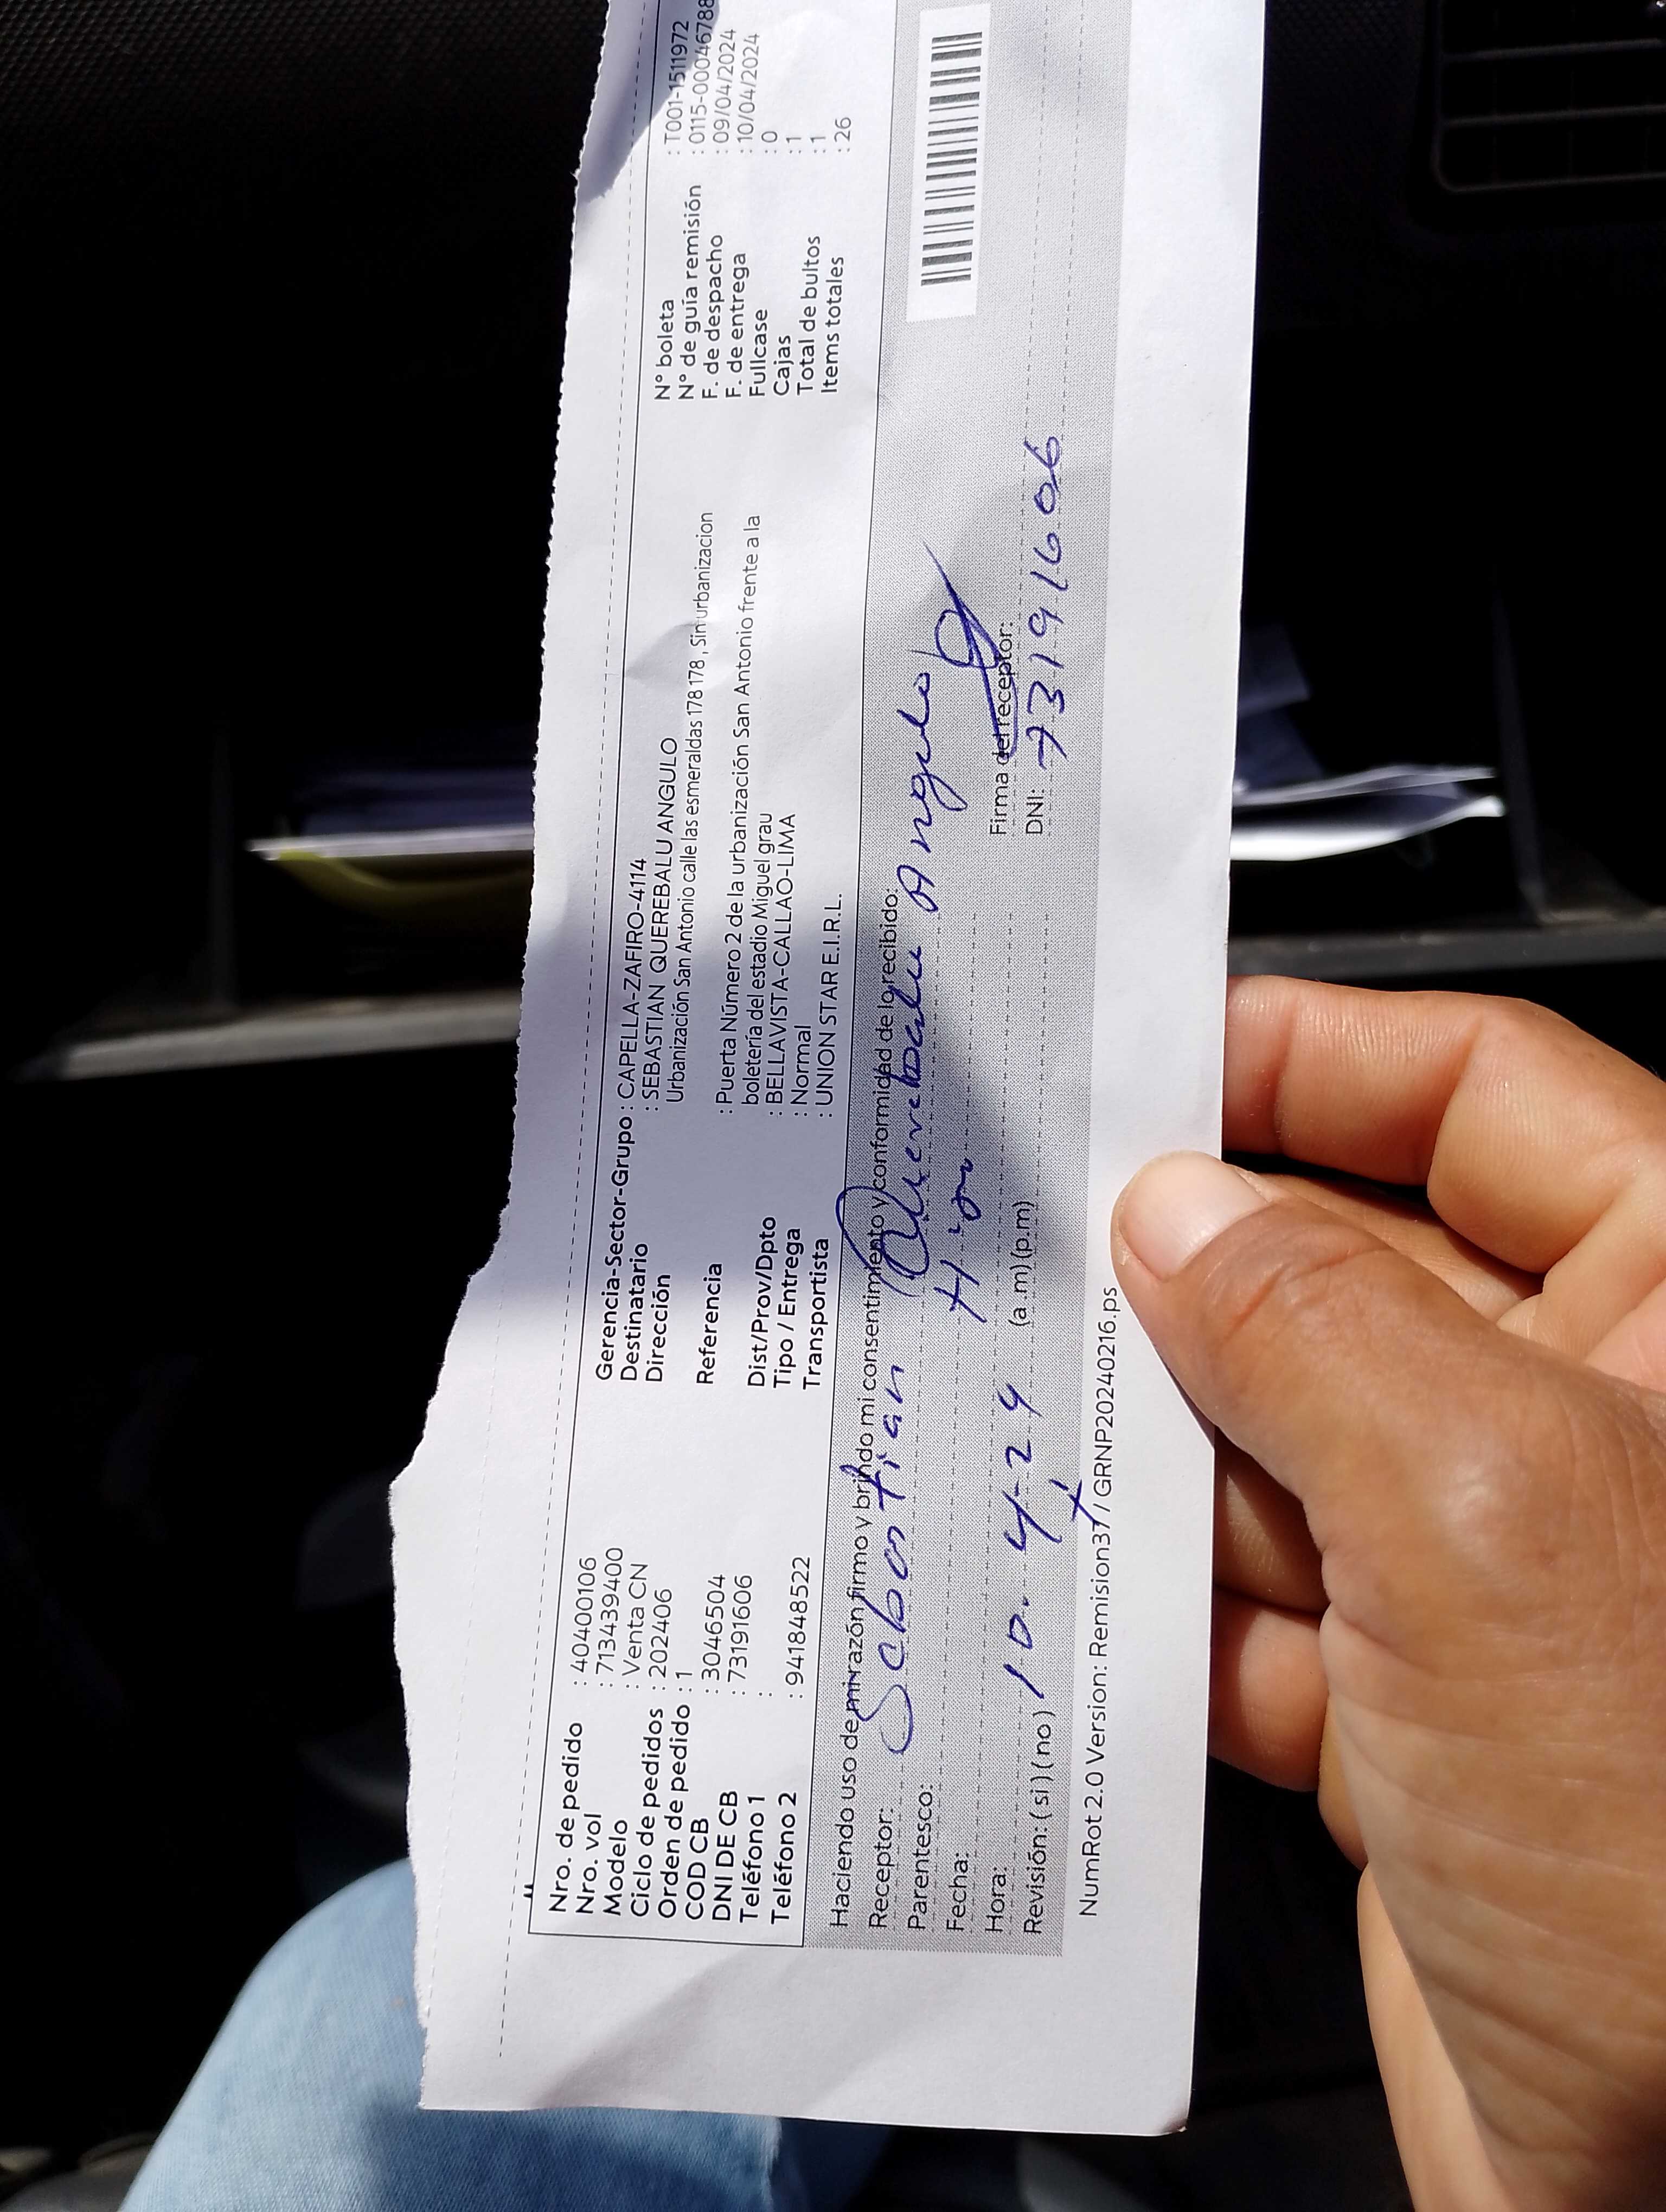 Nro. de pedido : 40400106
Nro. vol : 713439400
Modelo : Venta CN
Ciclo de pedidos : 202406
Orden de pedido : 1
COD CB : 3046504
DNI DE CB : 73191606
Teléfono 1 :
Teléfono 2 : 941848522
Gerencia-Sector-Grupo : CAPELLA-ZAFIRO-4114
Destinatario : SEBASTIAN QUEREBALU ANGULO
Dirección Urbanización San Antonio calle las esmeraldas 178 178 , Sin urbanizacion
Referencia : Puerta Número 2 de la urbanización San Antonio frente a la
boletería del estadio Miguel grau
Dist/Prov/Dpto : BELLAVISTA-CALLAO-LIMA
Tipo / Entrega : Normal
Transportista : UNION STAR E.I.R.L.
N° boleta : T001-1511972
N° de guía remisión : 0115-00046788
F. de despacho : 09/04/2024
F. de entrega : 10/04/2024
Fullcase : 0
Cajas : 1
Total de bultos : 1
Items totales : 26
Haciendo uso de mi razón firmo y brindo mi consentimiento y conformidad de lo recibido:
Receptor: Sebastian Querebalu Angulo
Parentesco:
Fecha:
Hora: 10.4-24 (a.m) (p.m)
Firma del receptor:
Revisión: ( si ) ( no )
DNI: 73191606
NumRot 2.0 Version: Remision37 / GRNP20240216.ps